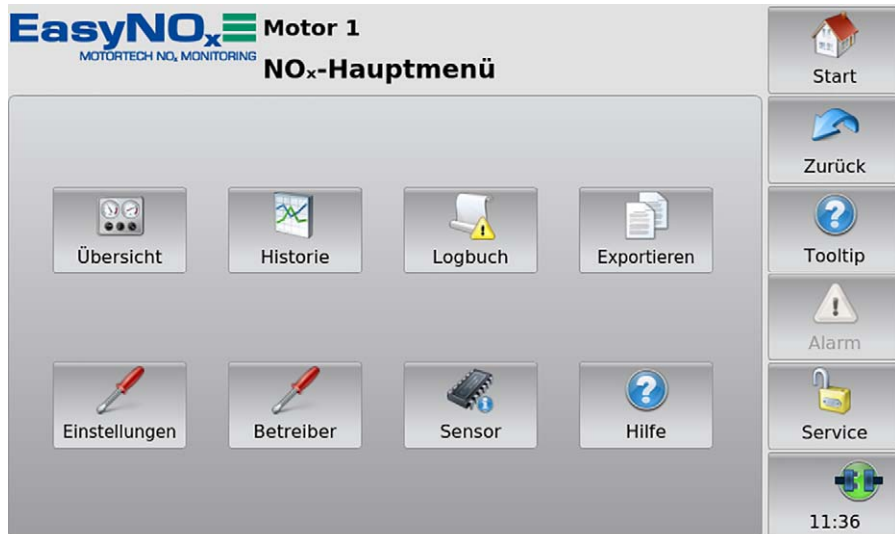 EasyNOx
MOTORTECH NOx MONITORING
Motor 1
NOx-Hauptmenü
Start
Zurück
Tooltip
Alarm
Service
11:36
Übersicht
Historie
Logbuch
Exportieren
Einstellungen
Betreiber
Sensor
Hilfe